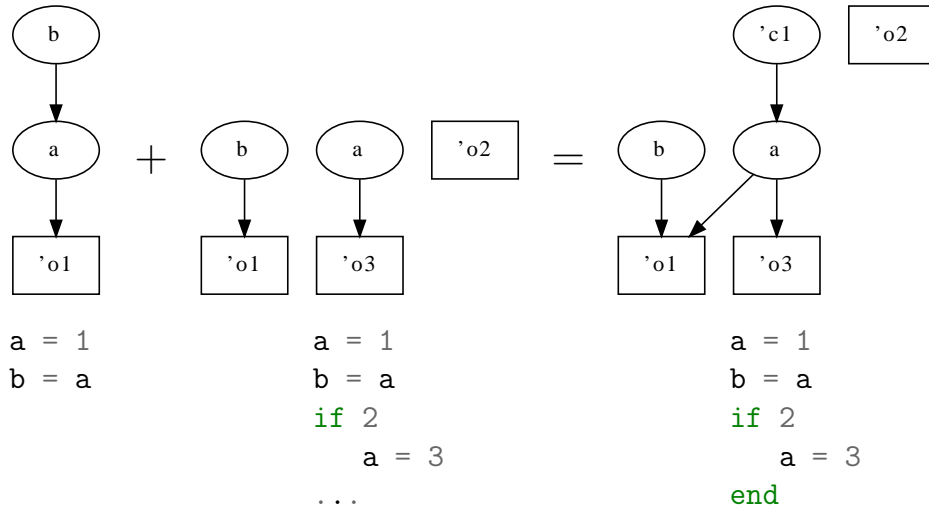 b
'c1
'o2
a
+
b
a
'o2
=
b
a
'o1
'o1
'o3
'o1
'o3
a = 1
b = a
a = 1
b = a
if 2
a = 3
...
a = 1
b = a
if 2
a = 3
end